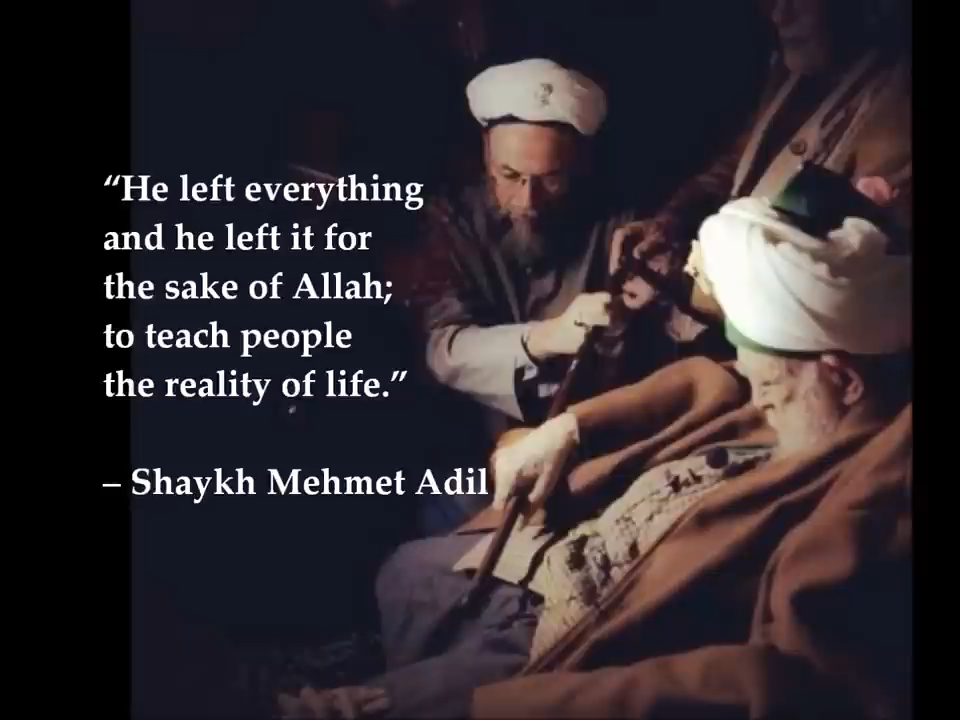 “He left everything
and he left it for
the sake of Allah;
to teach people
the reality of life.”
– Shaykh Mehmet Adil